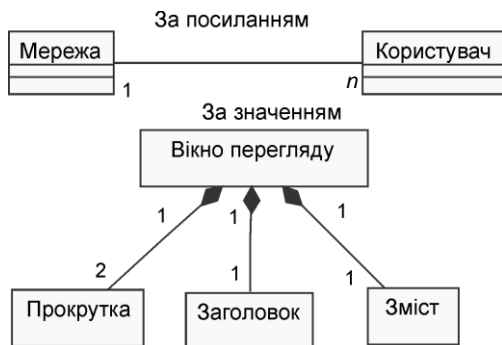 За посиланням
Мережа
Користувач
1
n
За значенням
Вікно перегляду
1
1
1
2
1
1
Прокрутка
Заголовок
Зміст